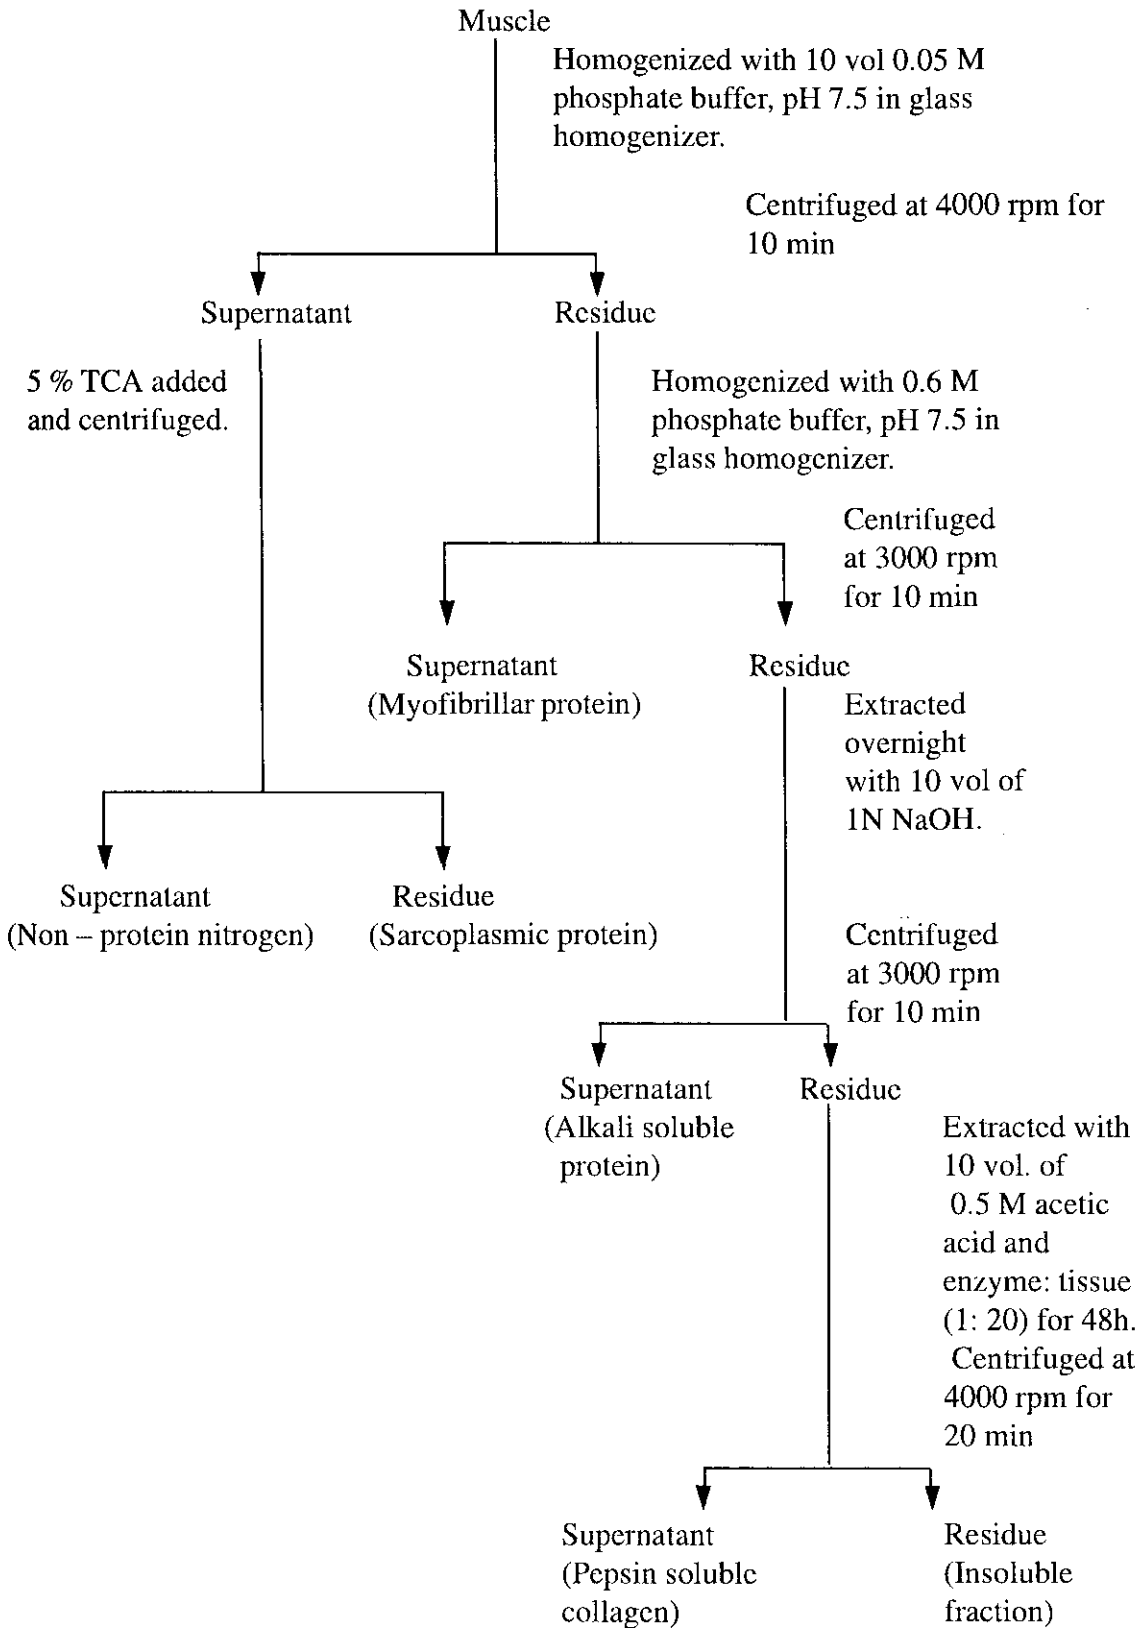 Muscle
Homogenized with 10 vol 0.05 M
phosphate buffer, pH 7.5 in glass
homogenizer.
Centrifuged at 4000 rpm for
10 min
Supernatant
Residue
5 % TCA added
and centrifuged.
Homogenized with 0.6 M
phosphate buffer, pH 7.5 in
glass homogenizer.
Centrifuged
at 3000 rpm
for 10 min
Supernatant
(Myofibrillar protein)
Residue
Extracted
overnight
with 10 vol of
1N NaOH.
Supernatant
(Non – protein nitrogen)
Residue
(Sarcoplasmic protein)
Centrifuged
at 3000 rpm
for 10 min
Supernatant
(Alkali soluble
protein)
Residue
Extracted with
10 vol. of
0.5 M acetic
acid and
enzyme: tissue
(1: 20) for 48h.
Centrifuged at
4000 rpm for
20 min
Supernatant
(Pepsin soluble
collagen)
Residue
(Insoluble
fraction)